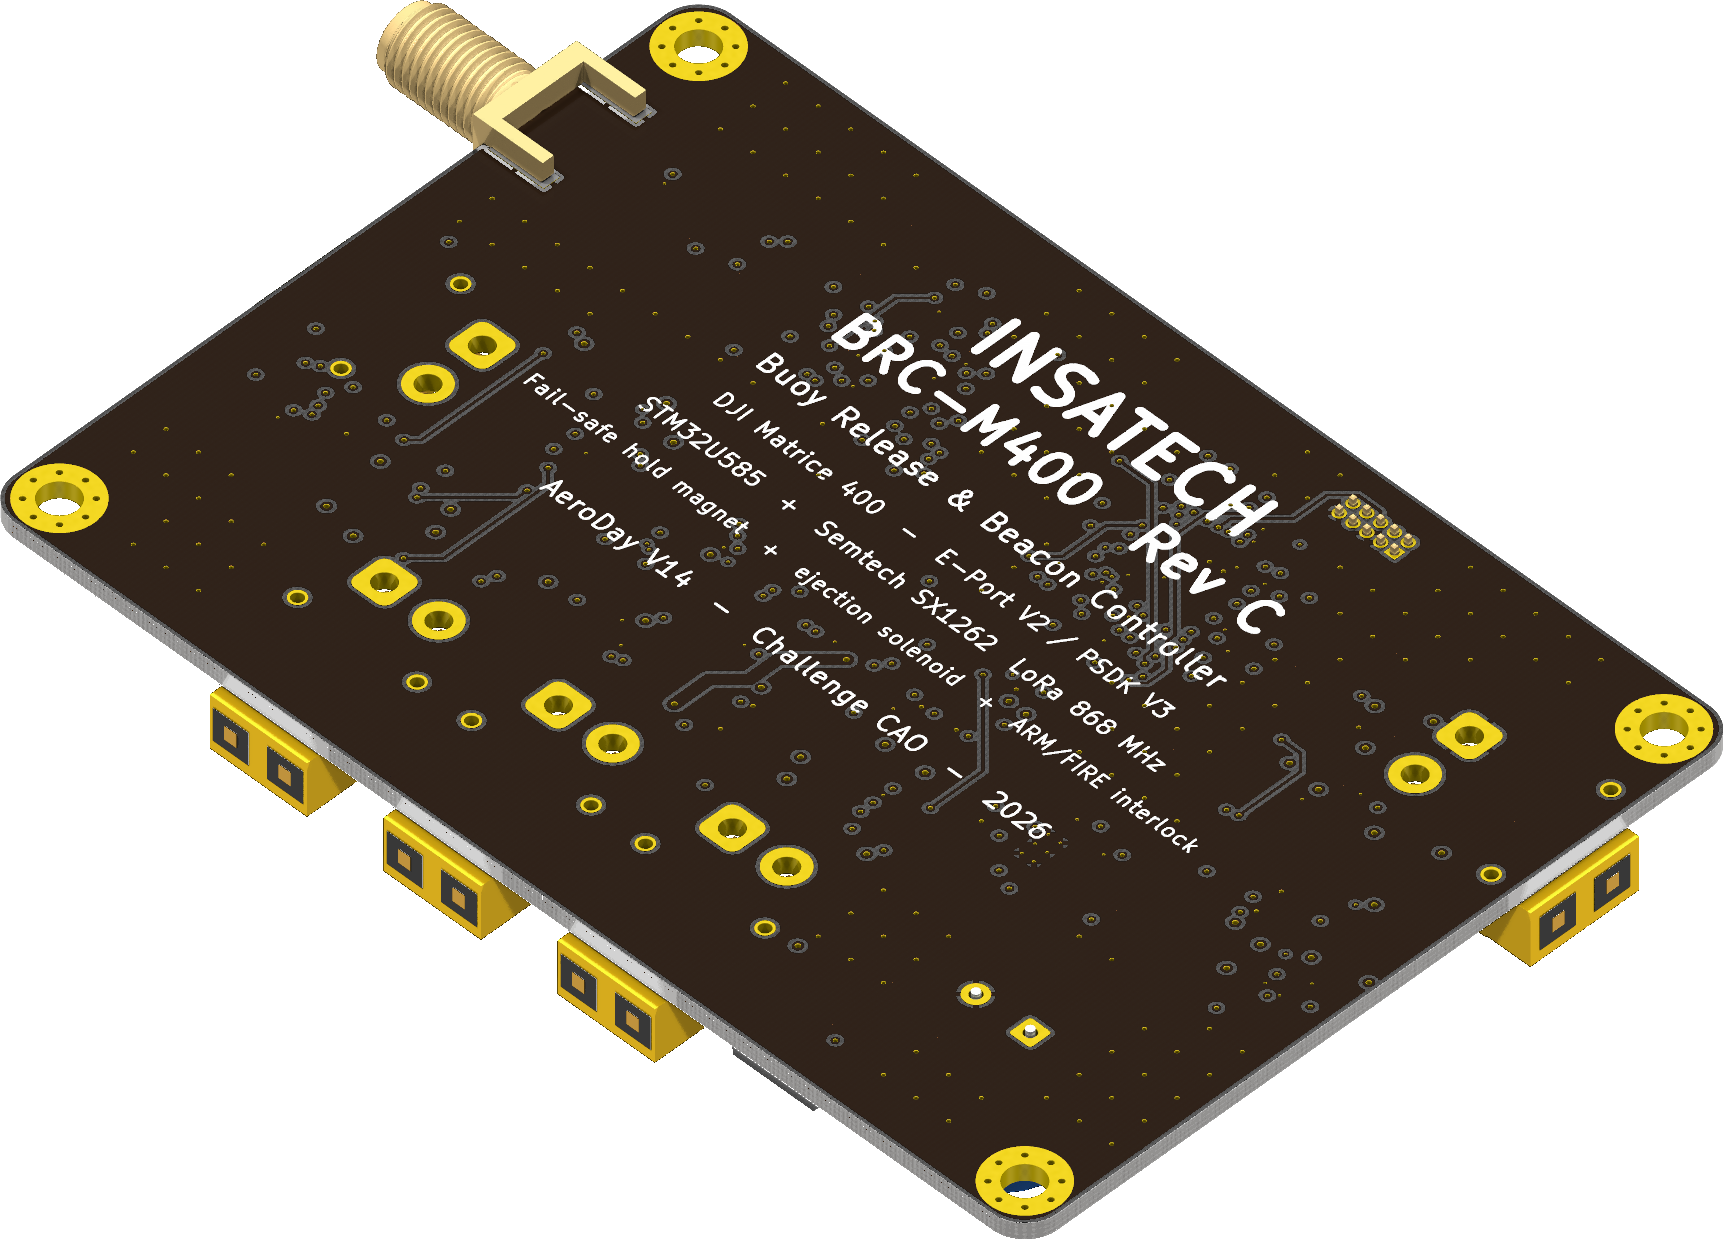 INSATECH
BRC-M400 Rev C
Buoy Release & Beacon Controller
DJI Matrice 400 - E-Port V2 / PSDK V3
STM32U585 + Semtech SX1262 LoRa 868 MHz
Fail-safe hold magnet + ejection solenoid + ARM/FIRE interlock
AeroDay V14 - Challenge CAO - 2026